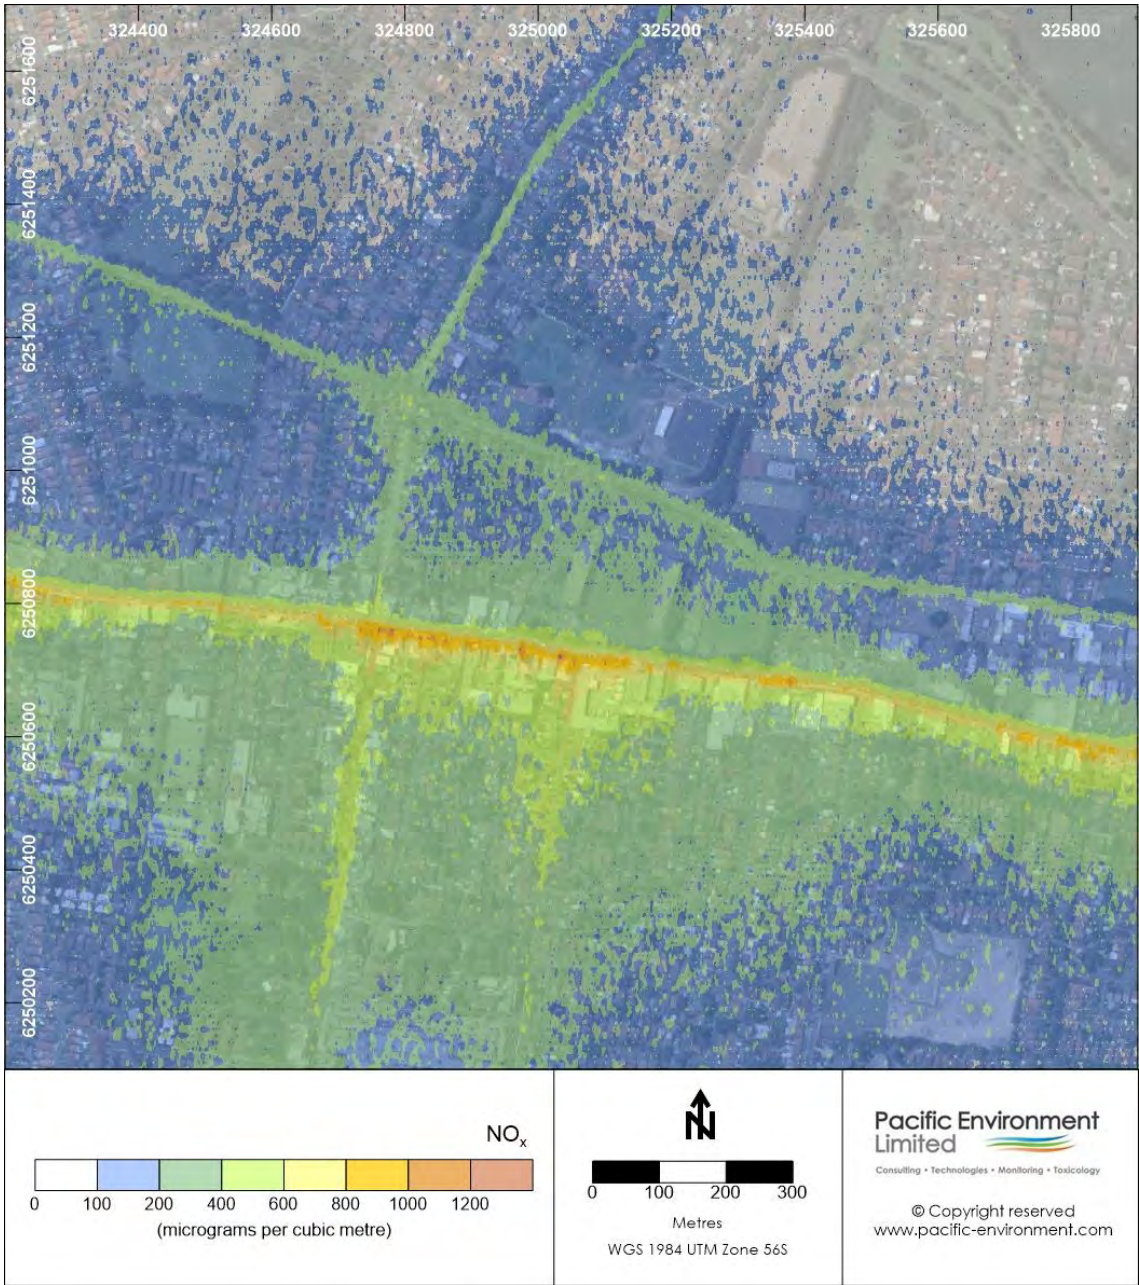 324400 324600 324800 325000 325200 325400 325600 325800
6251600
6251400
6251200
6251000
6250800
6250600
6250400
6250200
NOx
0 100 200 400 600 800 1000 1200
(micrograms per cubic metre)
N
0 100 200 300
Metres
WGS 1984 UTM Zone 56S
Pacific Environment
Limited
Consulting • Technologies • Monitoring • Toxicology
© Copyright reserved
www.pacific-environment.com